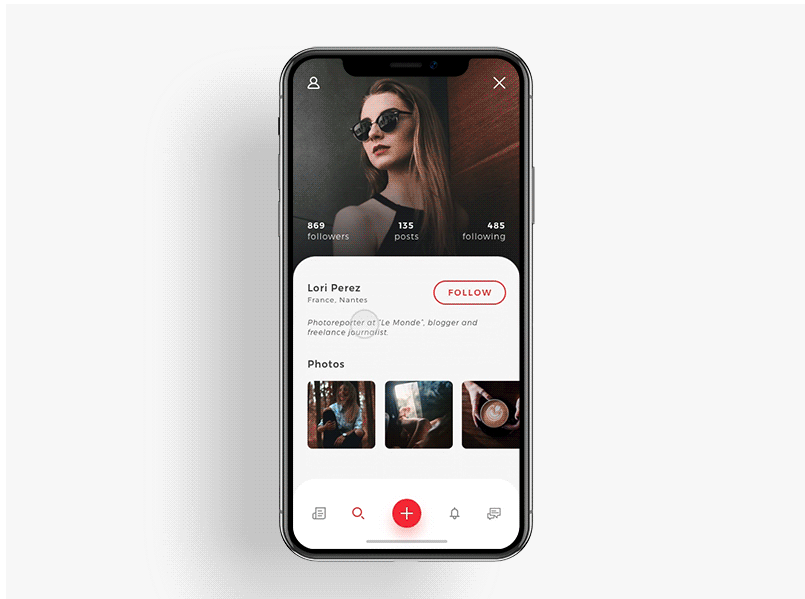 869 135 485
followers posts following
Lori Perez
FOLLOW
France, Nantes
Photoreporter at "Le Monde", blogger and
freelance journalist.
Photos